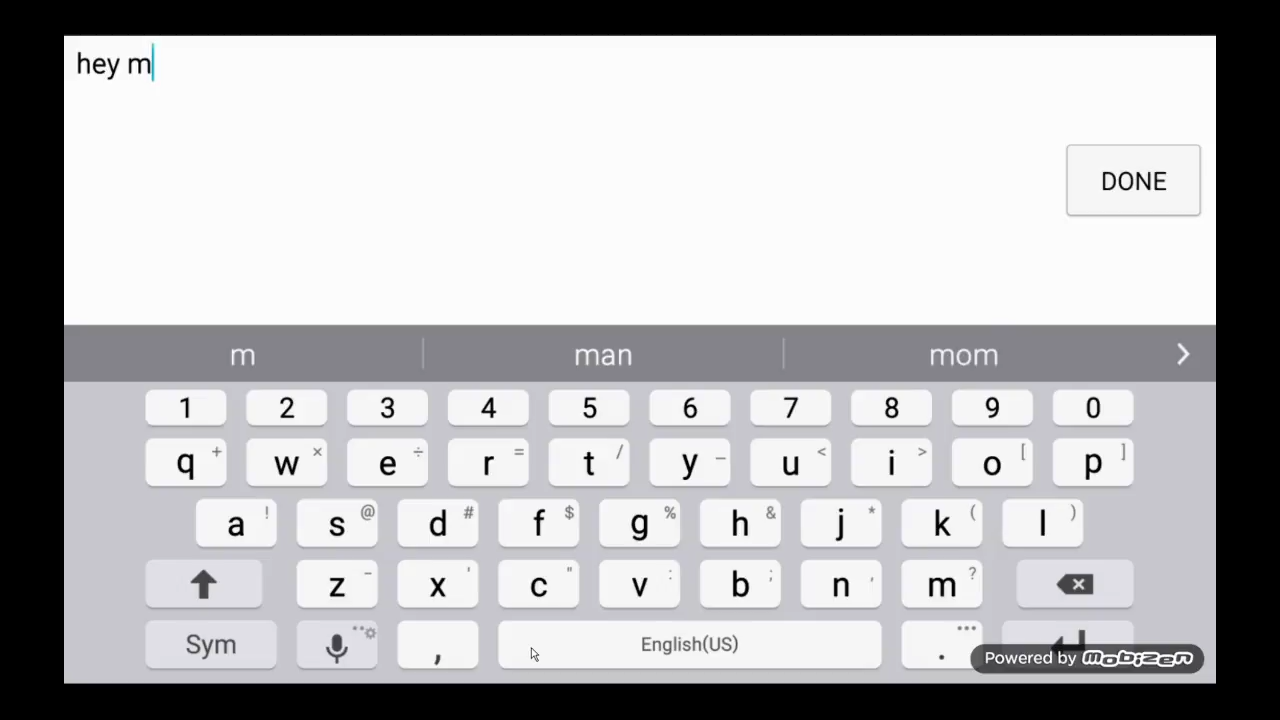 hey m
DONE
m man mom
1 2 3 4 5 6 7 8 9 0
q + w × e ÷ r = t / y _ u < i > o [ p ]
a ! s @ d # f $ g % h & j * k ( l )
z - x ' c " v : b ; n , m ?
Sym , English(US) .
Powered by mobizen